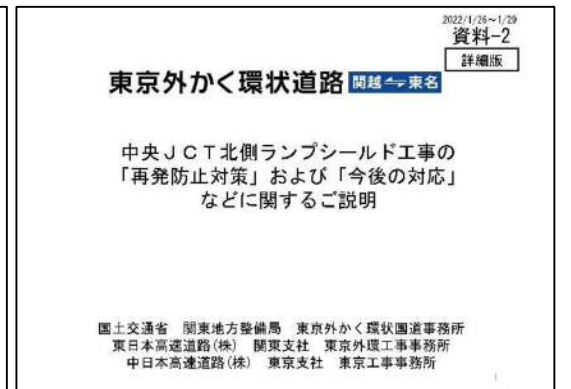 2022/1/26～1/29
資料-2
詳細版
東京外かく環状道路 関越⇆東名
中央ＪＣＴ北側ランプシールド工事の
「再発防止対策」および「今後の対応」
などに関するご説明
国土交通省 関東地方整備局 東京外かく環状国道事務所
東日本高速道路(株) 関東支社 東京外環工事事務所
中日本高速道路(株) 東京支社 東京工事事務所
1